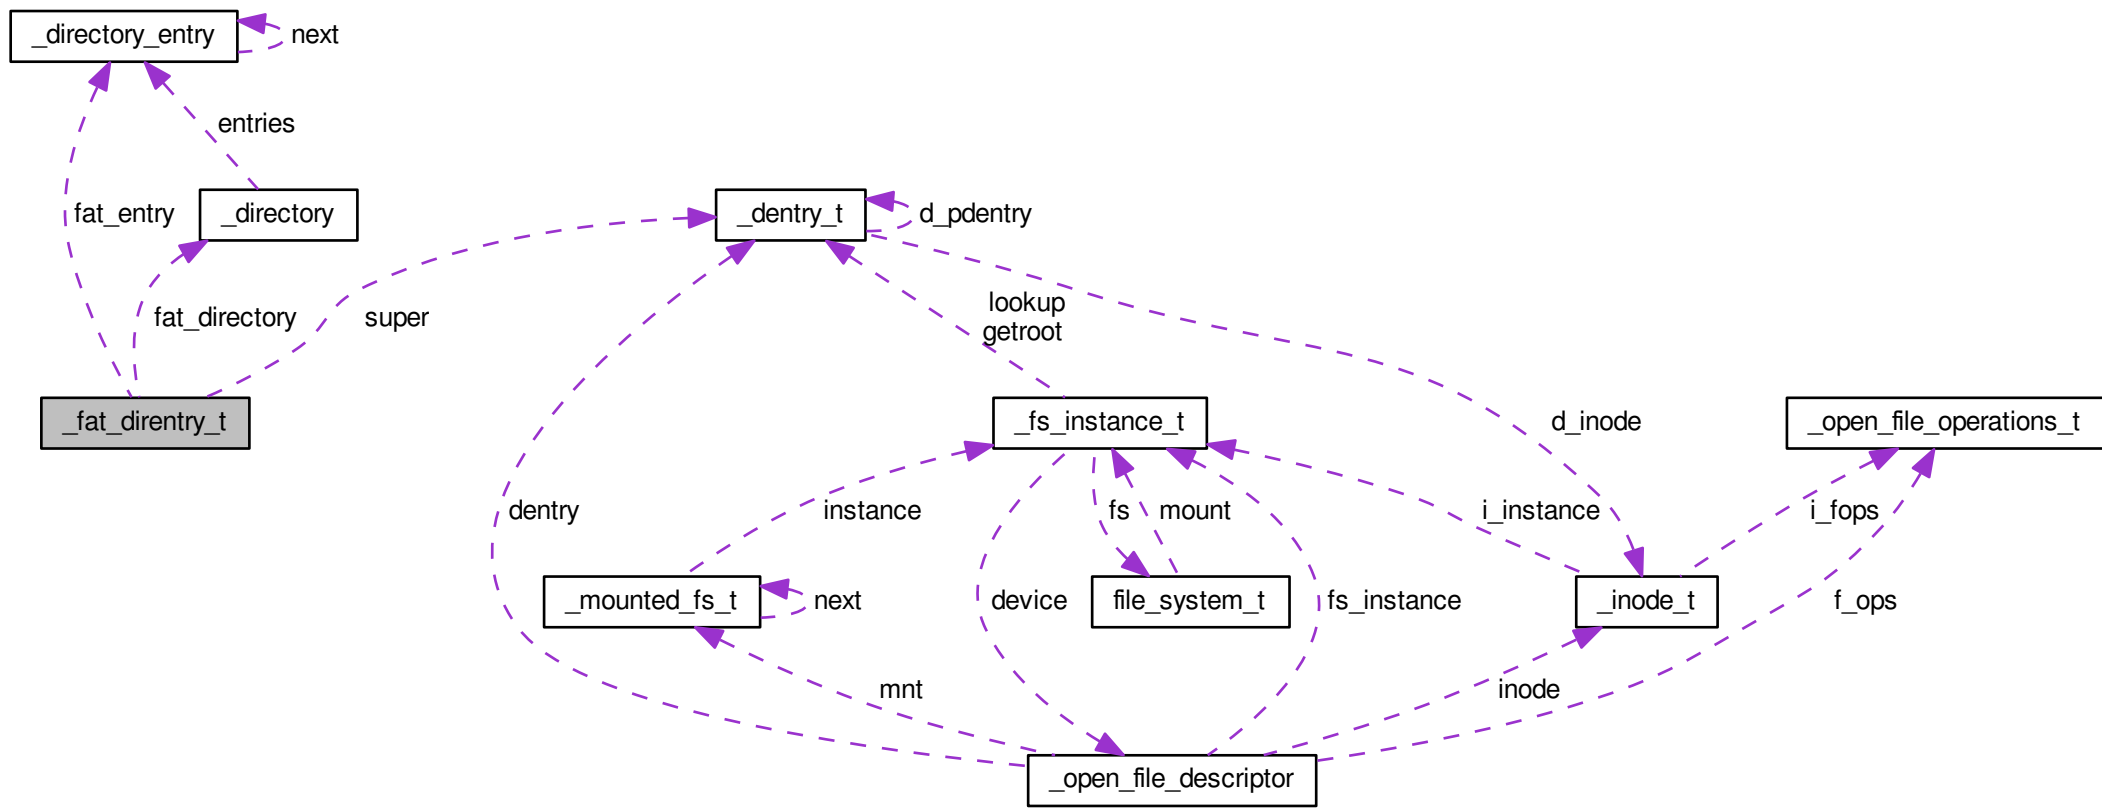 _directory_entry
next
entries
fat_entry
_directory
_dentry_t
d_pdentry
fat_directory
super
lookup
getroot
_fat_direntry_t
_fs_instance_t
d_inode
_open_file_operations_t
dentry
instance
fs
mount
i_instance
i_fops
_mounted_fs_t
next
device
file_system_t
fs_instance
_inode_t
f_ops
mnt
inode
_open_file_descriptor